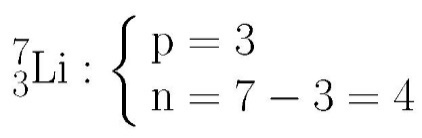 ⁷₃Li : { p = 3
n = 7 − 3 = 4